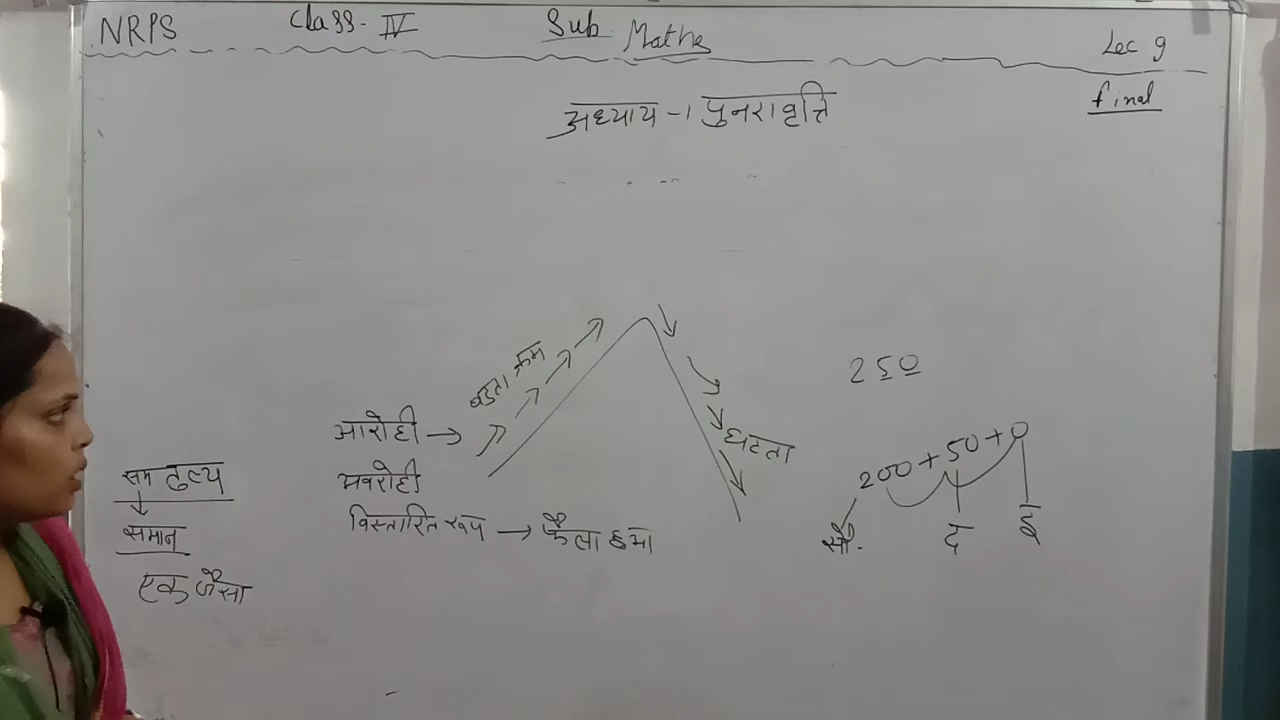 NRPS Class-IV Sub Maths Lec 9
Final
अध्याय -1 पुनरावृत्ति
250
बढता क्रम
आरोही →
घटता
200+50+0
अवरोही
समतुल्य
विस्तारित रूप → फैला हुआ
सै. द इ
समान
एक जैसा